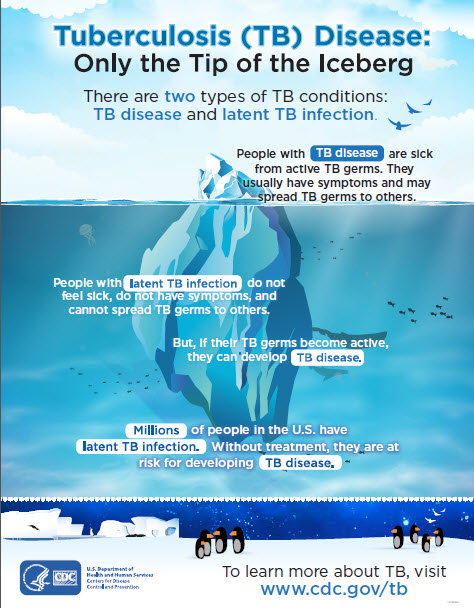 Tuberculosis (TB) Disease:
Only the Tip of the Iceberg
There are two types of TB conditions:
TB disease and latent TB infection.
People with TB disease are sick
from active TB germs. They
usually have symptoms and may
spread TB germs to others.
People with latent TB infection do not
feel sick, do not have symptoms, and
cannot spread TB germs to others.
But, if their TB germs become active,
they can develop TB disease.
Millions of people in the U.S. have
latent TB infection. Without treatment, they are at
risk for developing TB disease.
CDC
U.S. Department of
Health and Human Services
Centers for Disease
Control and Prevention
To learn more about TB, visit
www.cdc.gov/tb